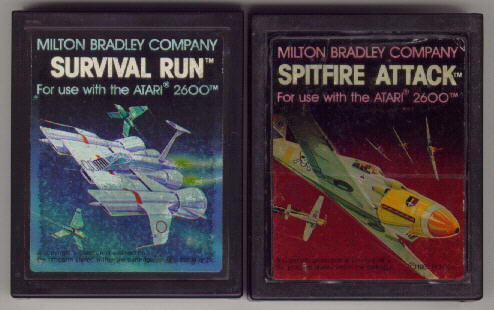 MILTON BRADLEY COMPANY
SURVIVAL RUN™
For use with the ATARI® 2600™
MILTON BRADLEY COMPANY
SPITFIRE ATTACK™
For use with the ATARI® 2600™